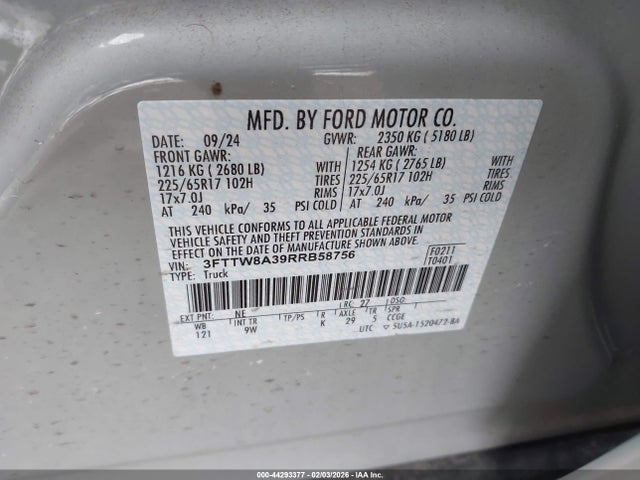 MFD. BY FORD MOTOR CO.
DATE: 09/24 GVWR: 2350 KG ( 5180 LB)
FRONT GAWR: REAR GAWR:
1216 KG ( 2680 LB) WITH 1254 KG ( 2765 LB) WITH
225/65R17 102H TIRES 225/65R17 102H TIRES
17x7.0J RIMS 17x7.0J RIMS
AT 240 kPa/ 35 PSI COLD AT 240 kPa/ 35 PSI COLD
THIS VEHICLE CONFORMS TO ALL APPLICABLE FEDERAL MOTOR
VEHICLE SAFETY AND THEFT PREVENTION STANDARDS IN
EFFECT ON THE DATE OF MANUFACTURE SHOWN ABOVE.
VIN: 3FTTW8A39RRB58756 F0211
TYPE: Truck T0401
EXT PNT: NE RC: 27 DSO:
WB INT TR TP/PS R AXLE TR SPR
121 9W K 29 5 CCGE
UTC ▽ 5U5A-1520472-BA
000-44293377 - 02/03/2026 - IAA Inc.